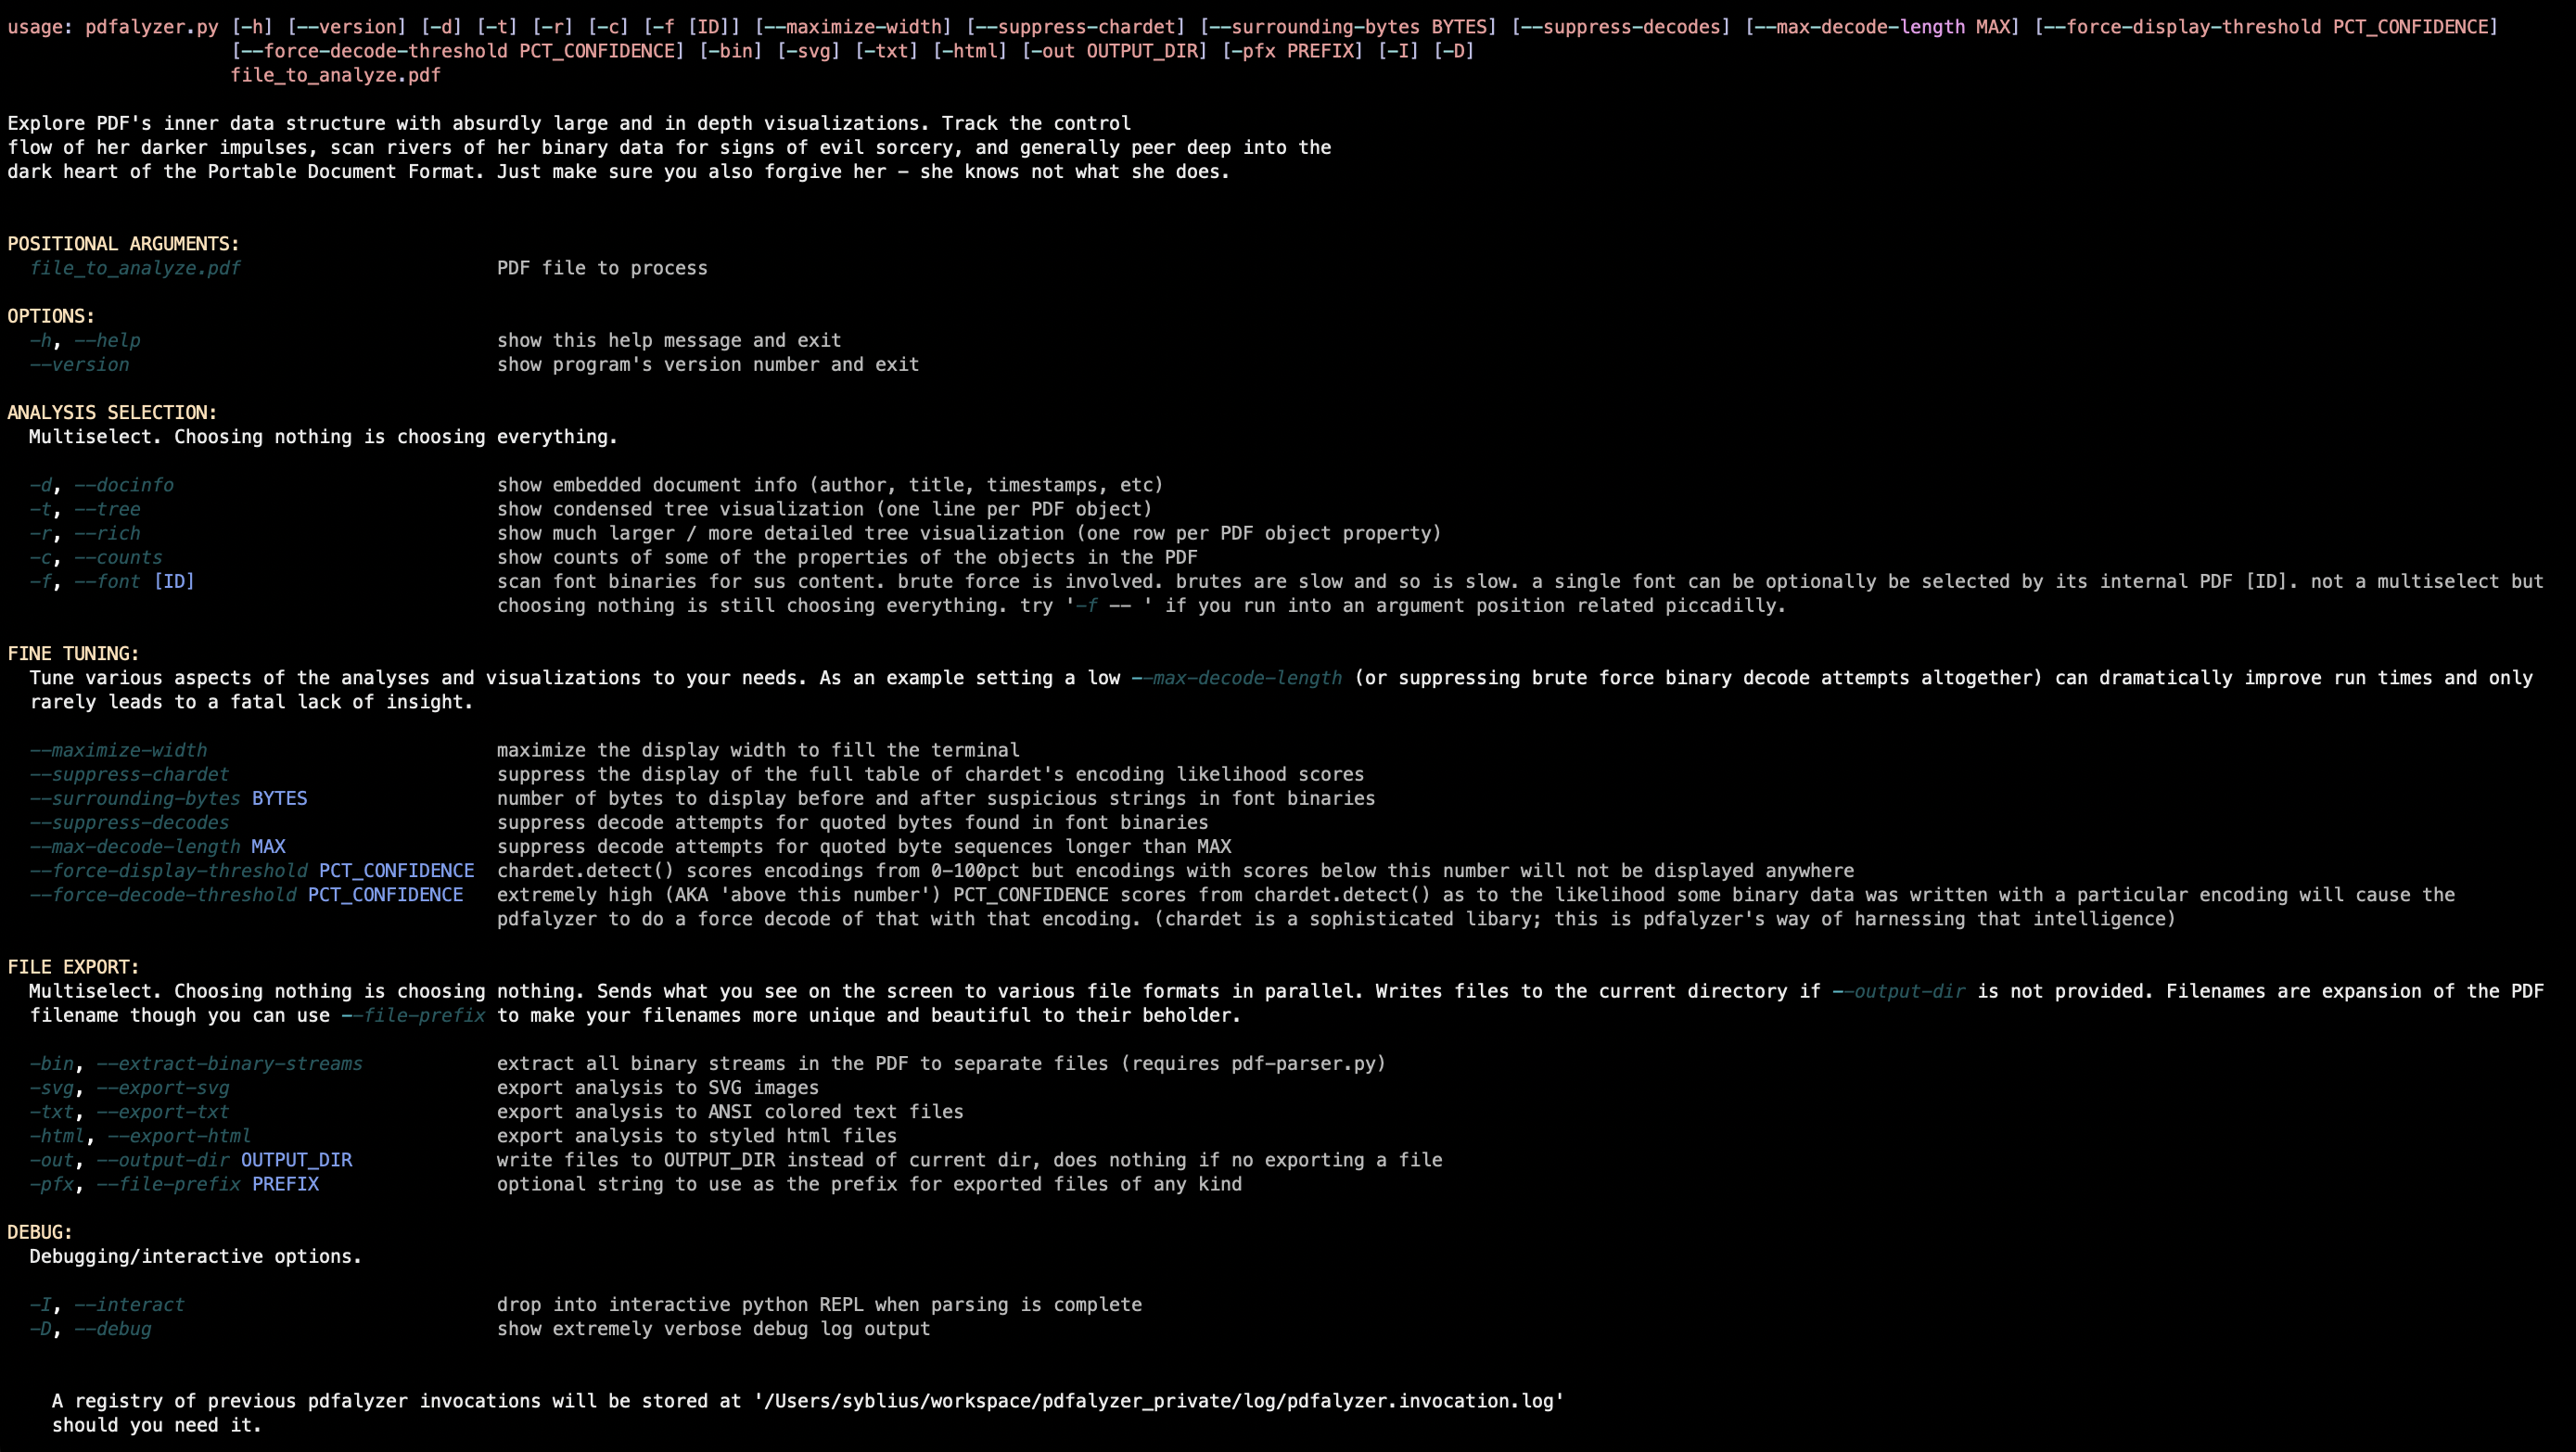 usage: pdfalyzer.py [-h] [--version] [-d] [-t] [-r] [-c] [-f [ID]] [--maximize-width] [--suppress-chardet] [--surrounding-bytes BYTES] [--suppress-decodes] [--max-decode-length MAX] [--force-display-threshold PCT_CONFIDENCE]
[--force-decode-threshold PCT_CONFIDENCE] [-bin] [-svg] [-txt] [-html] [-out OUTPUT_DIR] [-pfx PREFIX] [-I] [-D]
file_to_analyze.pdf
Explore PDF's inner data structure with absurdly large and in depth visualizations. Track the control
flow of her darker impulses, scan rivers of her binary data for signs of evil sorcery, and generally peer deep into the
dark heart of the Portable Document Format. Just make sure you also forgive her - she knows not what she does.
POSITIONAL ARGUMENTS:
file_to_analyze.pdf PDF file to process
OPTIONS:
-h, --help show this help message and exit
--version show program's version number and exit
ANALYSIS SELECTION:
Multiselect. Choosing nothing is choosing everything.
-d, --docinfo show embedded document info (author, title, timestamps, etc)
-t, --tree show condensed tree visualization (one line per PDF object)
-r, --rich show much larger / more detailed tree visualization (one row per PDF object property)
-c, --counts show counts of some of the properties of the objects in the PDF
-f, --font [ID] scan font binaries for sus content. brute force is involved. brutes are slow and so is slow. a single font can be optionally be selected by its internal PDF [ID]. not a multiselect but
choosing nothing is still choosing everything. try '-f -- ' if you run into an argument position related piccadilly.
FINE TUNING:
Tune various aspects of the analyses and visualizations to your needs. As an example setting a low --max-decode-length (or suppressing brute force binary decode attempts altogether) can dramatically improve run times and only
rarely leads to a fatal lack of insight.
--maximize-width maximize the display width to fill the terminal
--suppress-chardet suppress the display of the full table of chardet's encoding likelihood scores
--surrounding-bytes BYTES number of bytes to display before and after suspicious strings in font binaries
--suppress-decodes suppress decode attempts for quoted bytes found in font binaries
--max-decode-length MAX suppress decode attempts for quoted byte sequences longer than MAX
--force-display-threshold PCT_CONFIDENCE chardet.detect() scores encodings from 0-100pct but encodings with scores below this number will not be displayed anywhere
--force-decode-threshold PCT_CONFIDENCE extremely high (AKA 'above this number') PCT_CONFIDENCE scores from chardet.detect() as to the likelihood some binary data was written with a particular encoding will cause the
pdfalyzer to do a force decode of that with that encoding. (chardet is a sophisticated libary; this is pdfalyzer's way of harnessing that intelligence)
FILE EXPORT:
Multiselect. Choosing nothing is choosing nothing. Sends what you see on the screen to various file formats in parallel. Writes files to the current directory if --output-dir is not provided. Filenames are expansion of the PDF
filename though you can use --file-prefix to make your filenames more unique and beautiful to their beholder.
-bin, --extract-binary-streams extract all binary streams in the PDF to separate files (requires pdf-parser.py)
-svg, --export-svg export analysis to SVG images
-txt, --export-txt export analysis to ANSI colored text files
-html, --export-html export analysis to styled html files
-out, --output-dir OUTPUT_DIR write files to OUTPUT_DIR instead of current dir, does nothing if no exporting a file
-pfx, --file-prefix PREFIX optional string to use as the prefix for exported files of any kind
DEBUG:
Debugging/interactive options.
-I, --interact drop into interactive python REPL when parsing is complete
-D, --debug show extremely verbose debug log output
A registry of previous pdfalyzer invocations will be stored at '/Users/syblius/workspace/pdfalyzer_private/log/pdfalyzer.invocation.log'
should you need it.